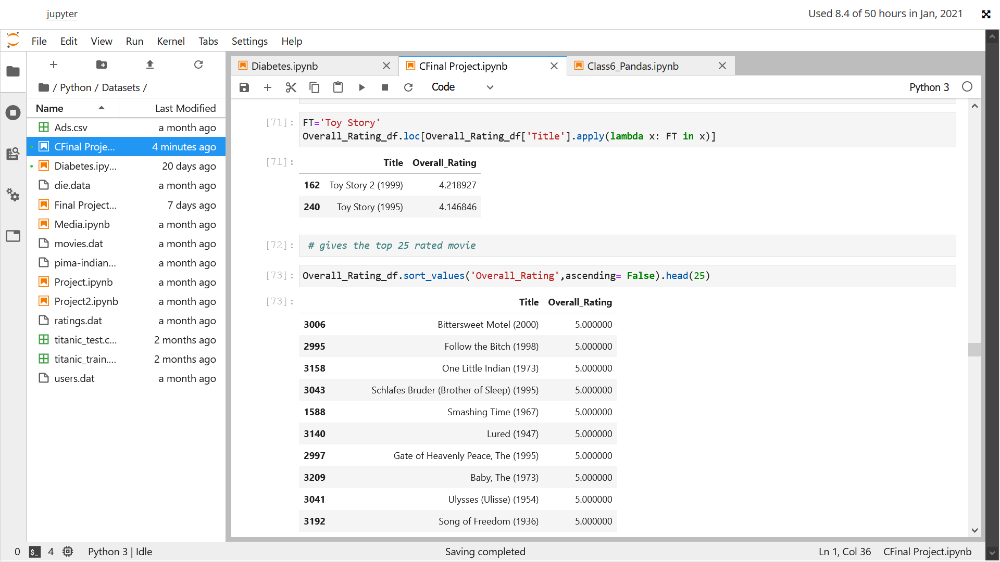 jupyter
Used 8.4 of 50 hours in Jan, 2021
File Edit View Run Kernel Tabs Settings Help
/ Python / Datasets /
Name Last Modified
Ads.csv a month ago
CFinal Proje... 4 minutes ago
Diabetes.ipy... 20 days ago
die.data a month ago
Final Project... 7 days ago
Media.ipynb a month ago
movies.dat a month ago
pima-indian... a month ago
Project.ipynb a month ago
Project2.ipynb a month ago
ratings.dat a month ago
titanic_test.c... 2 months ago
titanic_train.... 2 months ago
users.dat a month ago
Diabetes.ipynb CFinal Project.ipynb Class6_Pandas.ipynb
Code Python 3
[71]: FT='Toy Story'
Overall_Rating_df.loc[Overall_Rating_df['Title'].apply(lambda x: FT in x)]
[71]: Title Overall_Rating
162 Toy Story 2 (1999) 4.218927
240 Toy Story (1995) 4.146846
[72]: # gives the top 25 rated movie
[73]: Overall_Rating_df.sort_values('Overall_Rating',ascending= False).head(25)
[73]: Title Overall_Rating
3006 Bittersweet Motel (2000) 5.000000
2995 Follow the Bitch (1998) 5.000000
3158 One Little Indian (1973) 5.000000
3043 Schlafes Bruder (Brother of Sleep) (1995) 5.000000
1588 Smashing Time (1967) 5.000000
3140 Lured (1947) 5.000000
2997 Gate of Heavenly Peace, The (1995) 5.000000
3209 Baby, The (1973) 5.000000
3041 Ulysses (Ulisse) (1954) 5.000000
3192 Song of Freedom (1936) 5.000000
0 $_ 4 Python 3 | Idle Saving completed Ln 1, Col 36 CFinal Project.ipynb